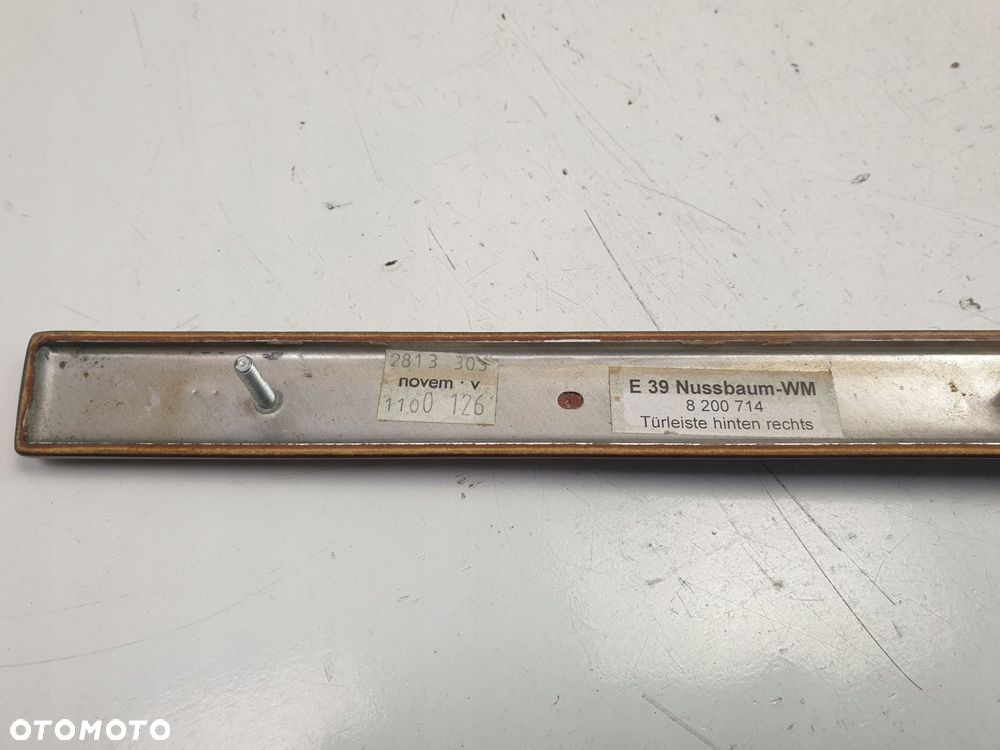 2813 303
novem · v
1100 126
E 39 Nussbaum-WM
8 200 714
Türleiste hinten rechts
OTOMOTO